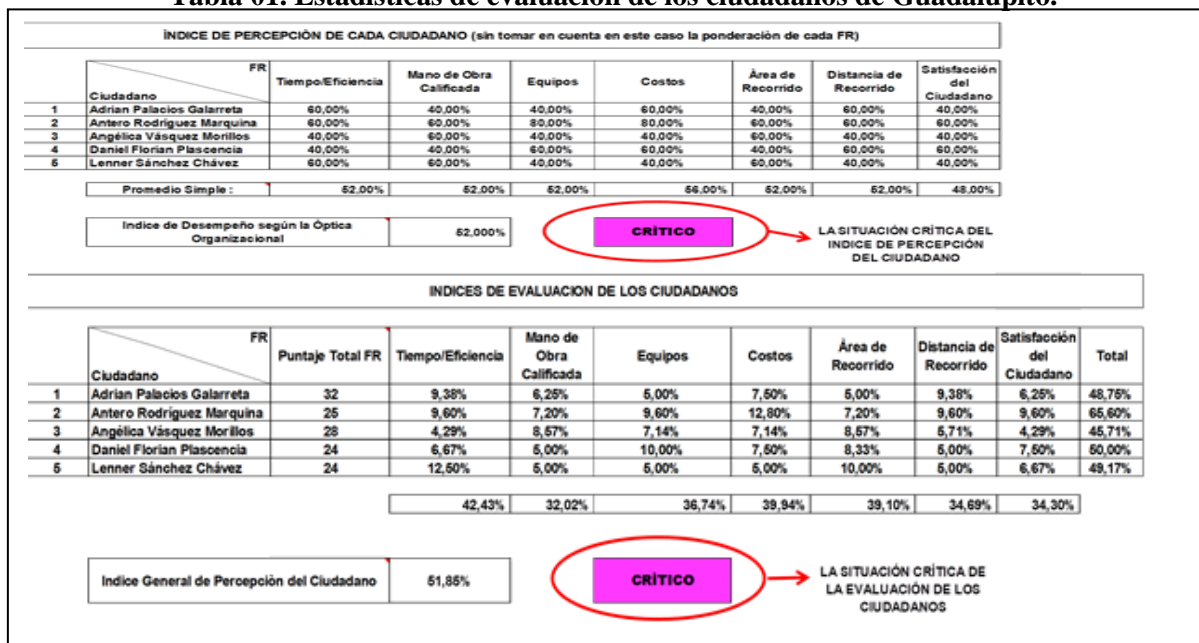 Tabla 01. Estadísticas de evaluación de los ciudadanos de Guadalupito.
ÍNDICE DE PERCEPCIÓN DE CADA CIUDADANO (sin tomar en cuenta en este caso la ponderación de cada FR)
FR Ciudadano Tiempo/Eficiencia Mano de Obra Calificada Equipos Costos Área de Recorrido Distancia de Recorrido Satisfacción del Ciudadano
1 Adrian Palacios Galarreta 60,00% 40,00% 40,00% 60,00% 40,00% 60,00% 40,00%
2 Antero Rodríguez Marquina 60,00% 60,00% 80,00% 80,00% 60,00% 60,00% 60,00%
3 Angélica Vásquez Morillos 40,00% 60,00% 40,00% 40,00% 60,00% 40,00% 40,00%
4 Daniel Florian Plascencia 40,00% 40,00% 60,00% 60,00% 40,00% 60,00% 60,00%
5 Lenner Sánchez Chávez 60,00% 60,00% 40,00% 40,00% 60,00% 40,00% 40,00%
Promedio Simple : 52,00% 52,00% 52,00% 56,00% 52,00% 52,00% 48,00%
Indice de Desempeño según la Óptica Organizacional 52,000% CRÍTICO LA SITUACIÓN CRÍTICA DEL
INDICE DE PERCEPCIÓN
DEL CIUDADANO
INDICES DE EVALUACION DE LOS CIUDADANOS
FR Ciudadano Puntaje Total FR Tiempo/Eficiencia Mano de Obra Calificada Equipos Costos Área de Recorrido Distancia de Recorrido Satisfacción del Ciudadano Total
1 Adrian Palacios Galarreta 32 9,38% 6,25% 5,00% 7,50% 5,00% 9,38% 6,25% 48,75%
2 Antero Rodríguez Marquina 25 9,60% 7,20% 9,60% 12,80% 7,20% 9,60% 9,60% 65,60%
3 Angélica Vásquez Morillos 28 4,29% 8,57% 7,14% 7,14% 8,57% 5,71% 4,29% 45,71%
4 Daniel Florian Plascencia 24 6,67% 5,00% 10,00% 7,50% 8,33% 5,00% 7,50% 50,00%
5 Lenner Sánchez Chávez 24 12,50% 5,00% 5,00% 5,00% 10,00% 5,00% 6,67% 49,17%
42,43% 32,02% 36,74% 39,94% 39,10% 34,69% 34,30%
Indice General de Percepción del Ciudadano 51,85% CRÍTICO LA SITUACIÓN CRÍTICA DE
LA EVALUACIÓN DE LOS
CIUDADANOS